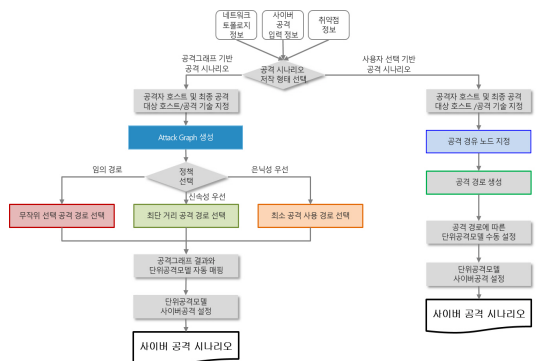 네트워크
토폴로지
정보
사이버
공격
입력 정보
취약점
정보
공격그래프 기반
공격 시나리오
공격 시나리오
저작 형태 선택
사용자 선택 기반
공격 시나리오
공격자 호스트 및 최종 공격
대상 호스트/공격 기술 지정
Attack Graph 생성
임의 경로
정책
선택
은닉성 우선
신속성 우선
무작위 선택 공격 경로 선택
최단 거리 공격 경로 선택
최소 공격 사용 경로 선택
공격그래프 결과와
단위공격모델 자동 매핑
단위공격모델
사이버공격 설정
사이버 공격 시나리오
공격자 호스트 및 최종 공격
대상 호스트 /공격 기술 지정
공격 경유 노드 지정
공격 경로 생성
공격 경로에 따른
단위공격모델 수동 설정
단위공격모델
사이버공격 설정
사이버 공격 시나리오